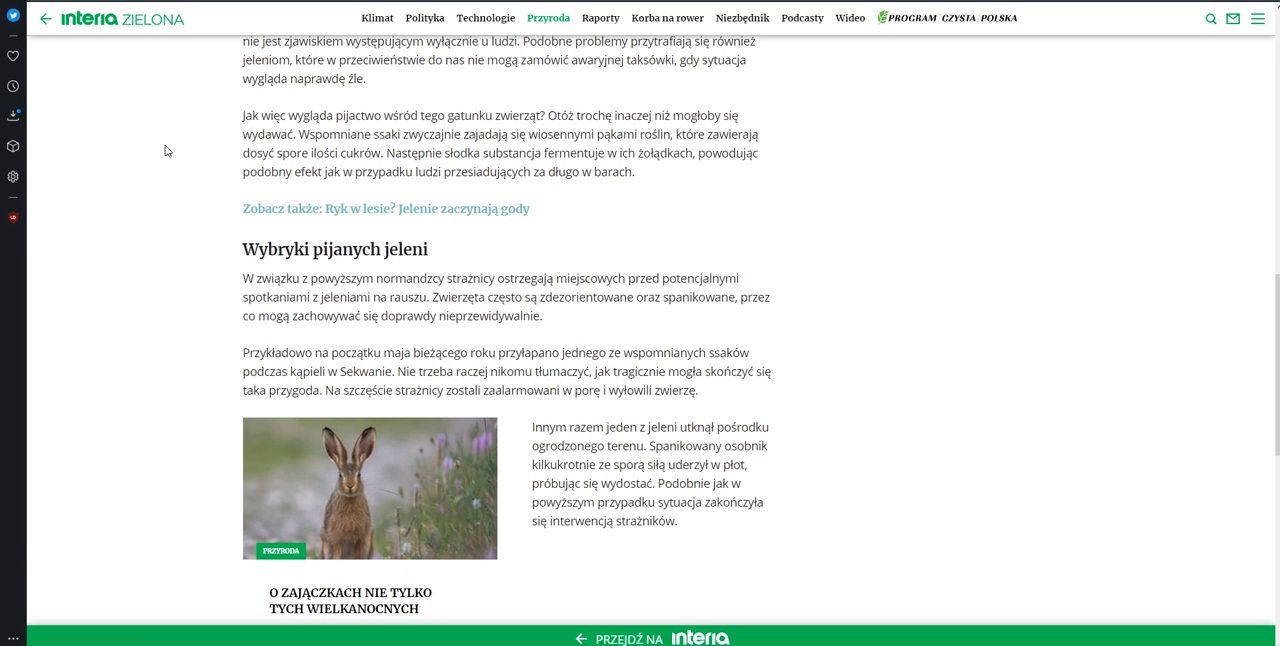 interia ZIELONA
Klimat Polityka Technologie Przyroda Raporty Korba na rower Niezbędnik Podcasty Wideo PROGRAM CZYSTA POLSKA
nie jest zjawiskiem występującym wyłącznie u ludzi. Podobne problemy przytrafiają się również
jeleniom, które w przeciwieństwie do nas nie mogą zamówić awaryjnej taksówki, gdy sytuacja
wygląda naprawdę źle.
Jak więc wygląda pijactwo wśród tego gatunku zwierząt? Otóż trochę inaczej niż mogłoby się
wydawać. Wspomniane ssaki zwyczajnie zajadają się wiosennymi pąkami roślin, które zawierają
dosyć spore ilości cukrów. Następnie słodka substancja fermentuje w ich żołądkach, powodując
podobny efekt jak w przypadku ludzi przesiadujących za długo w barach.
Zobacz także: Ryk w lesie? Jelenie zaczynają gody
Wybryki pijanych jeleni
W związku z powyższym normandzcy strażnicy ostrzegają miejscowych przed potencjalnymi
spotkaniami z jeleniami na rauszu. Zwierzęta często są zdezorientowane oraz spanikowane, przez
co mogą zachowywać się doprawdy nieprzewidywalnie.
Przykładowo na początku maja bieżącego roku przyłapano jednego ze wspomnianych ssaków
podczas kąpieli w Sekwanie. Nie trzeba raczej nikomu tłumaczyć, jak tragicznie mogła skończyć się
taka przygoda. Na szczęście strażnicy zostali zaalarmowani w porę i wyłowili zwierzę.
Innym razem jeden z jeleni utknął pośrodku
ogrodzonego terenu. Spanikowany osobnik
kilkukrotnie ze sporą siłą uderzył w płot,
próbując się wydostać. Podobnie jak w
powyższym przypadku sytuacja zakończyła
się interwencją strażników.
PRZYRODA
O ZAJĄCZKACH NIE TYLKO
TYCH WIELKANOCNYCH
PRZEJDŹ NA interia